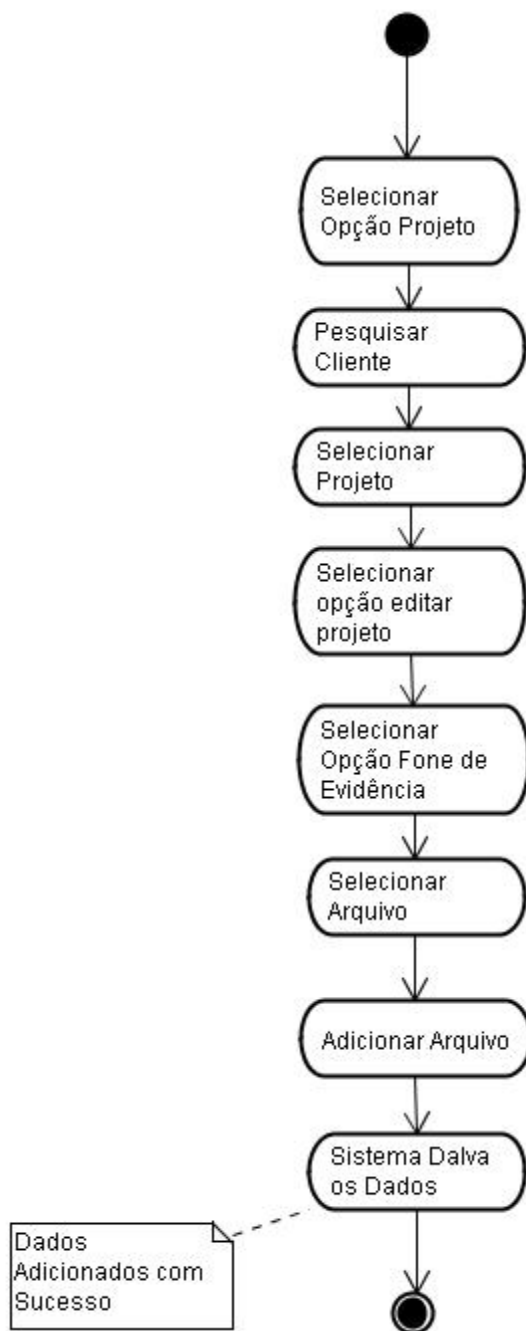 Selecionar
Opção Projeto
Pesquisar
Cliente
Selecionar
Projeto
Selecionar
opção editar
projeto
Selecionar
Opção Fone de
Evidência
Selecionar
Arquivo
Adicionar Arquivo
Sistema Dalva
os Dados
Dados
Adicionados com
Sucesso